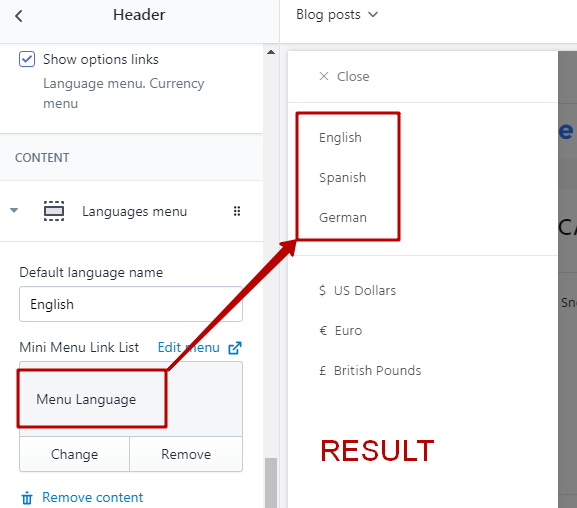 Header
Show options links
Language menu. Currency
menu
CONTENT
Languages menu
Default language name
English
Mini Menu Link List Edit menu
Menu Language
Change Remove
Remove content
Blog posts
Close
English
Spanish
German
$ US Dollars
€ Euro
£ British Pounds
RESULT
e
CA
Sno